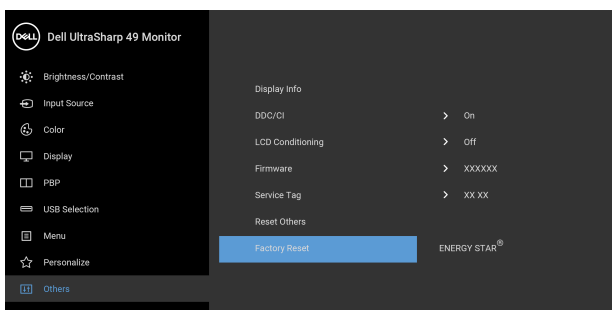 DELL Dell UltraSharp 49 Monitor
Brightness/Contrast
Input Source
Color
Display
PBP
USB Selection
Menu
Personalize
Others
Display Info
DDC/CI > On
LCD Conditioning > Off
Firmware > XXXXXX
Service Tag > XX XX
Reset Others
Factory Reset ENERGY STAR®